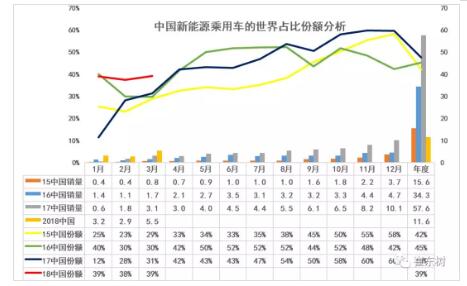 中国新能源乘用车的世界占比份额分析
70%
60%
50%
40%
30%
20%
10%
0%
1月 2月 3月 4月 5月 6月 7月 8月 9月 10月 11月 12月 年度
15中国销量 0.4 0.4 0.8 0.7 0.9 1.0 1.0 1.0 1.6 1.8 2.2 3.7 15.6
16中国销量 1.4 1.1 1.7 2.1 2.7 3.5 2.9 3.1 3.2 3.2 4.3 4.7 34.3
17中国销量 2.6 1.8 3.1 3.0 4.0 4.5 4.4 5.5 6.1 6.5 8.2 10.1 57.6
2018中国 3.2 2.9 5.5 11.6
15中国份额 25% 23% 29% 33% 34% 33% 35% 38% 45% 50% 55% 58% 42%
16中国份额 40% 30% 30% 42% 50% 52% 52% 52% 44% 52% 48% 42% 45%
17中国份额 12% 28% 31% 42% 43% 43% 47% 54% 50% 58% 60%
18中国份额 39% 38% 39% 39%
崔东树